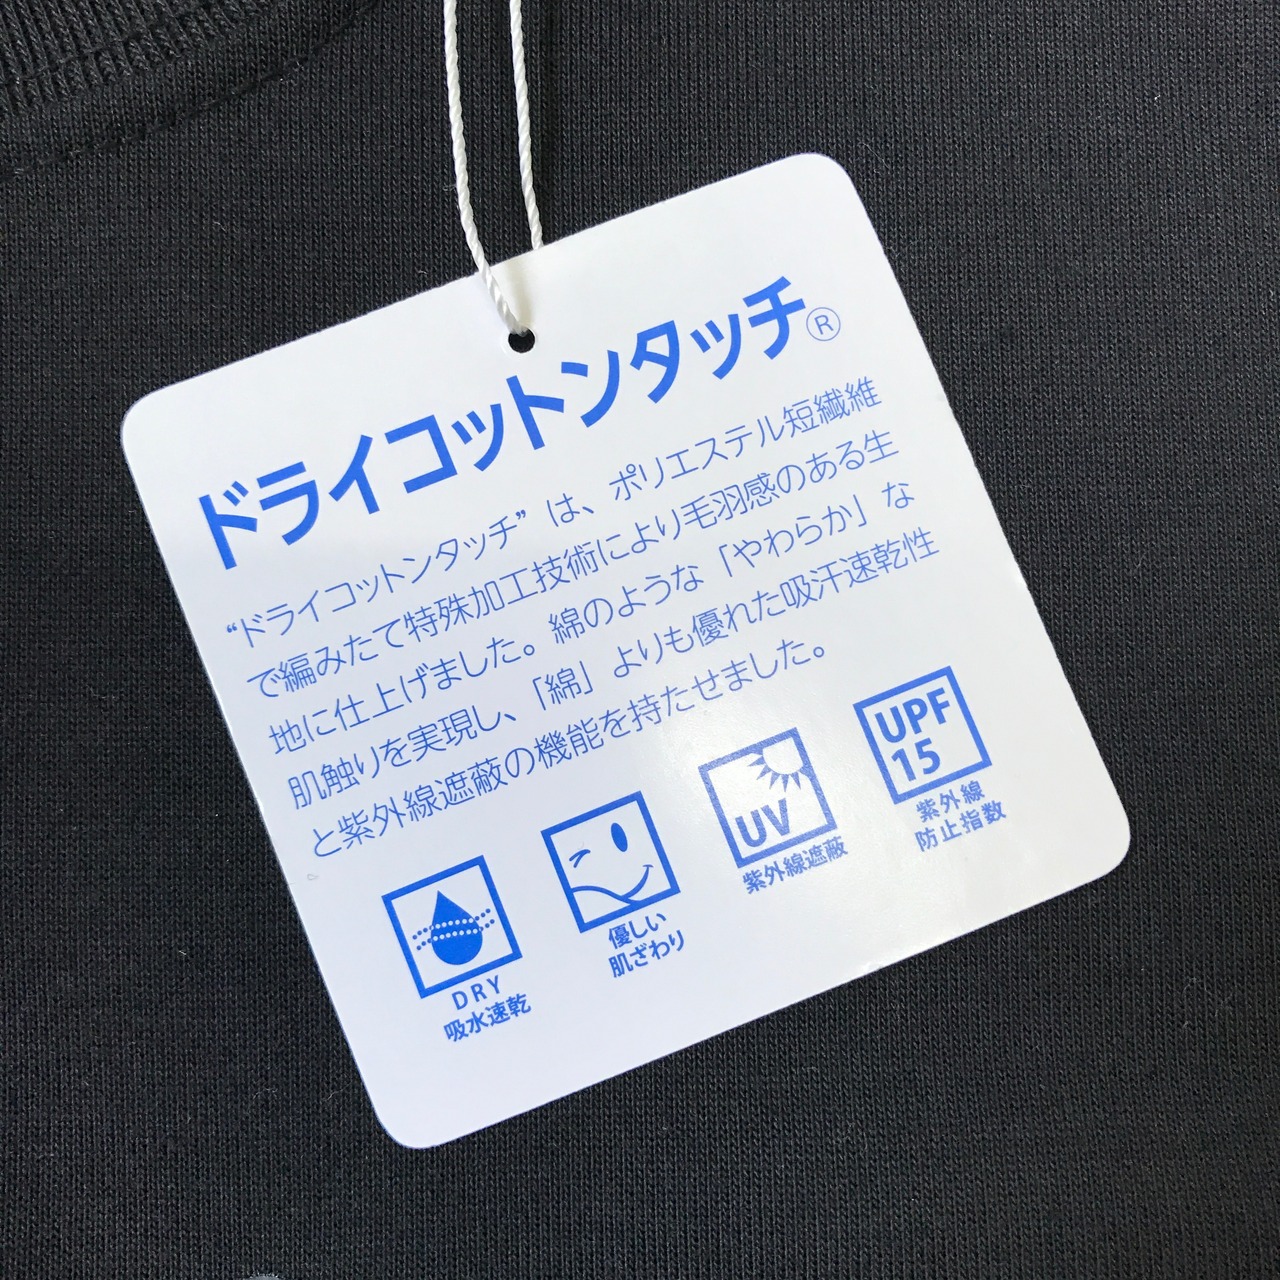 ドライコットンタッチ®
“ドライコットンタッチ”は、ポリエステル短繊維
で編みたて特殊加工技術により毛羽感のある生
地に仕上げました。綿のような「やわらか」な
肌触りを実現し、「綿」よりも優れた吸汗速乾性
と紫外線遮蔽の機能を持たせました。
DRY
吸水速乾
優しい
肌ざわり
UV
紫外線遮蔽
UPF
15
紫外線
防止指数